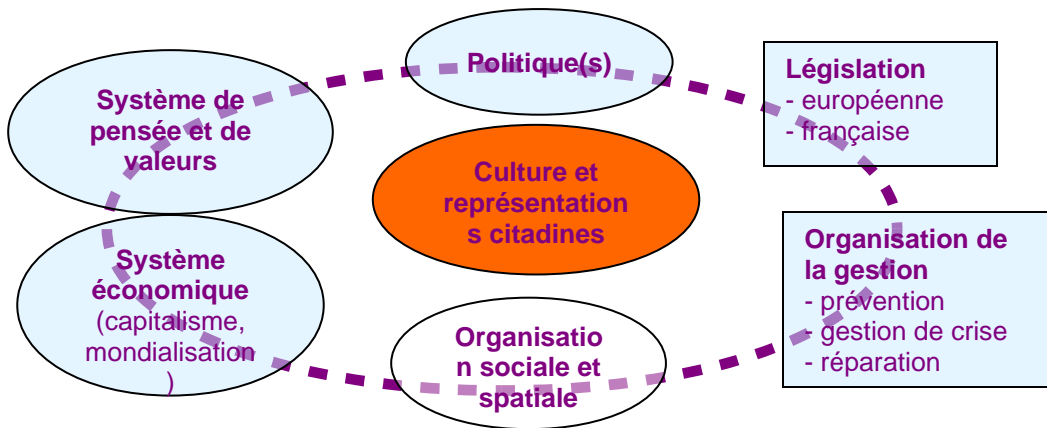 Système de
pensée et de
valeurs
Politique(s)
Législation
- européenne
- française
Culture et
représentation
s citadines
Système
économique
(capitalisme,
mondialisation
)
Organisatio
n sociale et
spatiale
Organisation de
la gestion
- prévention
- gestion de crise
- réparation